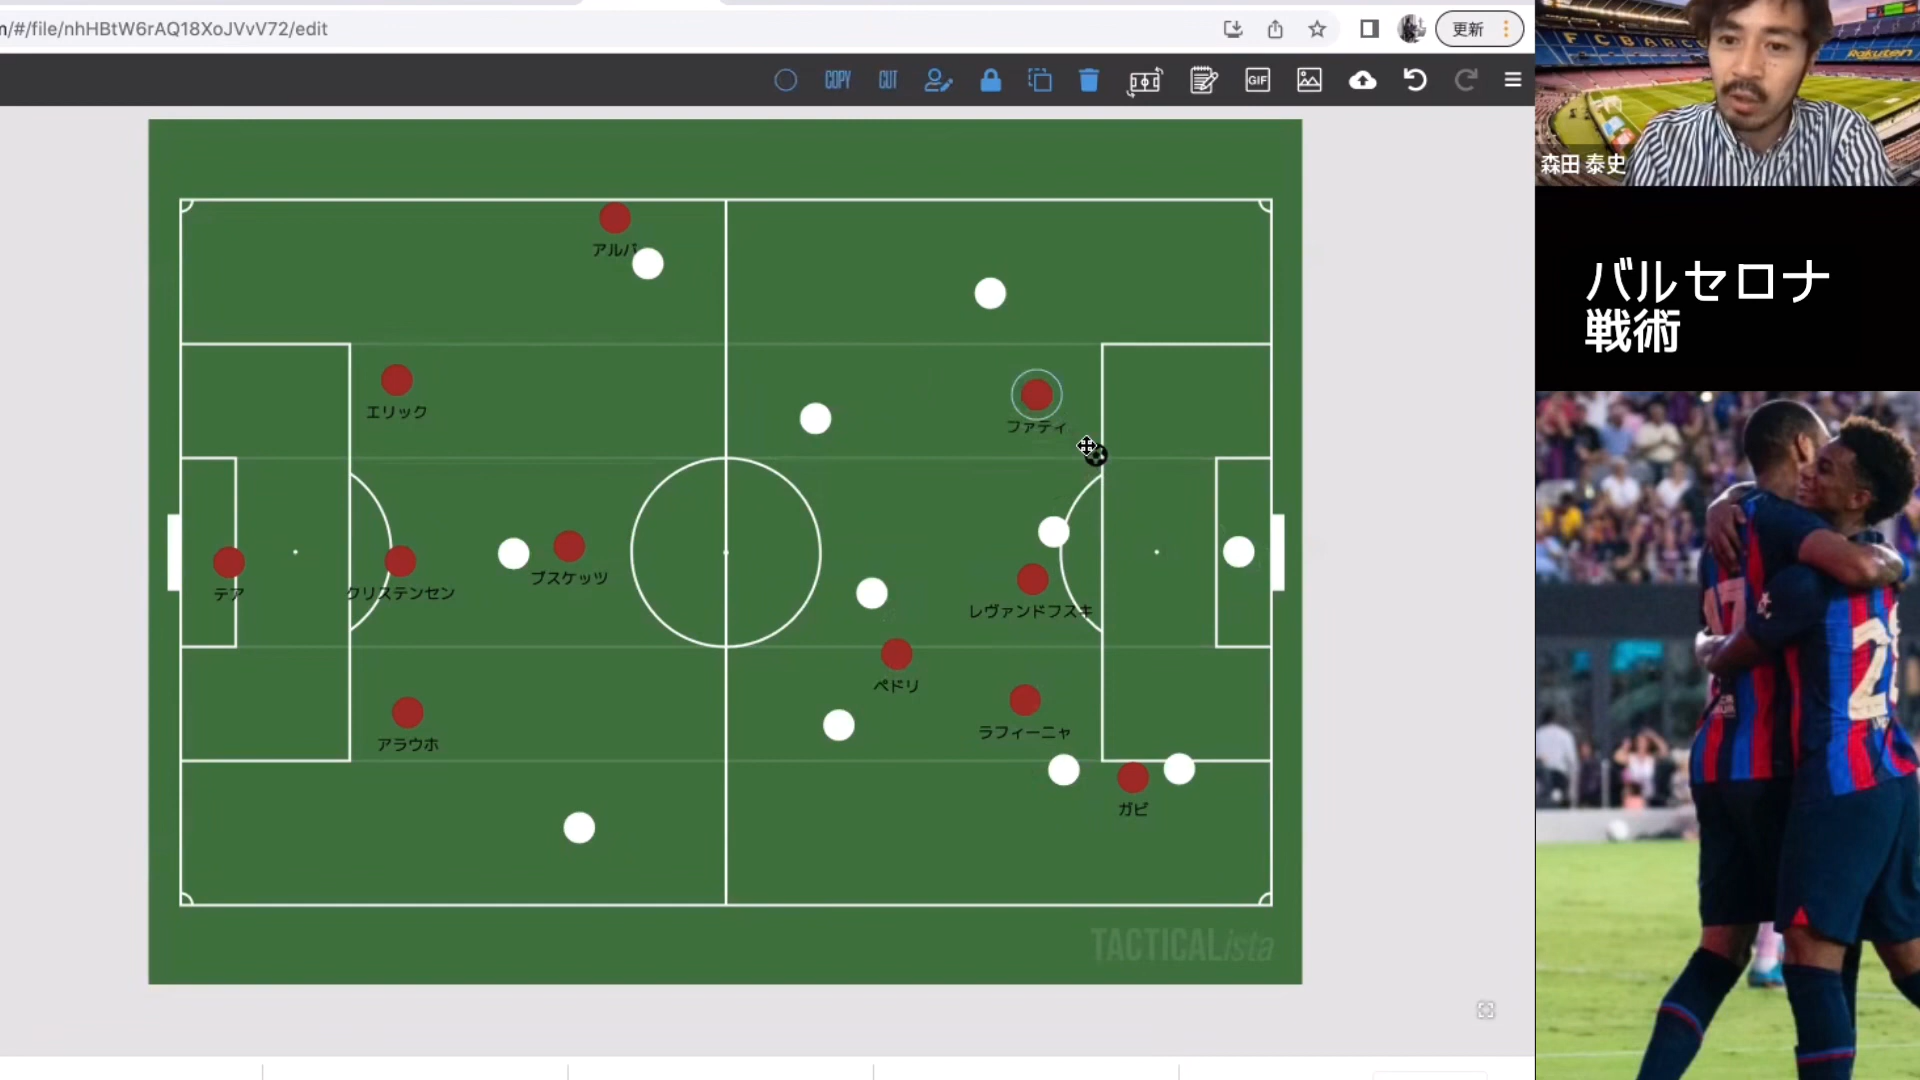 m/#/file/nhHBtW6rAQ18XoJVvV72/edit
更新
COPY
CUT
GIF
FC BARC
Rakuten
森田 泰史
バルセロナ
戦術
アルバ
エリック
ファティ
テア
クリステンセン
ブスケッツ
レヴァンドフスキ
ペドリ
アラウホ
ラフィーニャ
ガビ
TACTICALista